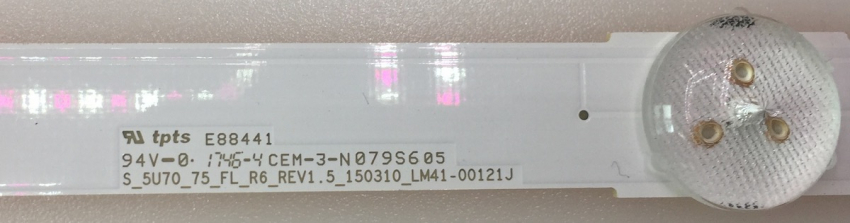 tpts E88441
94V-0· 1746-4 CEM-3-N079S605
S_5U70_75_FL_R6_REV1.5_150310_LM41-00121J